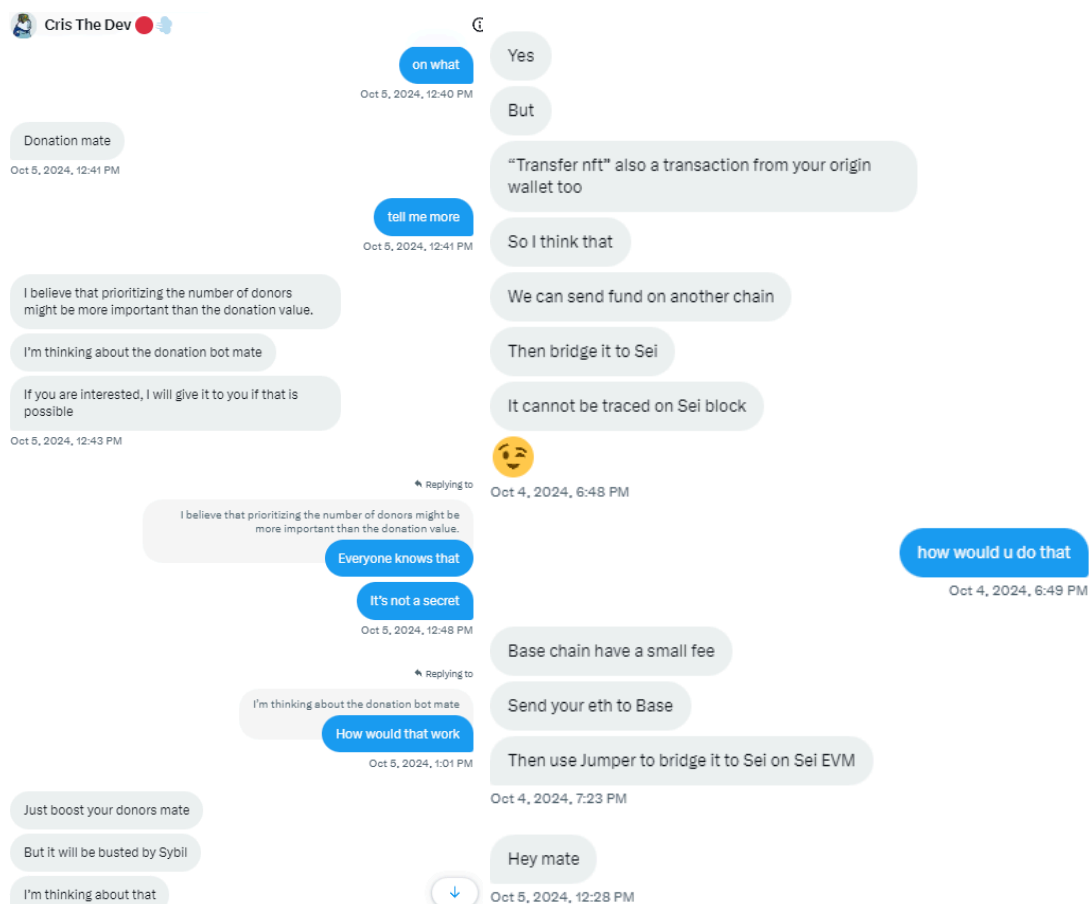 Cris The Dev
on what
Oct 5, 2024, 12:40 PM
Donation mate
Oct 5, 2024, 12:41 PM
tell me more
Oct 5, 2024, 12:41 PM
I believe that prioritizing the number of donors
might be more important than the donation value.
I'm thinking about the donation bot mate
If you are interested, I will give it to you if that is
possible
Oct 5, 2024, 12:43 PM
Replying to
I believe that prioritizing the number of donors might be
more important than the donation value.
Everyone knows that
It's not a secret
Oct 5, 2024, 12:48 PM
Replying to
I'm thinking about the donation bot mate
How would that work
Oct 5, 2024, 1:01 PM
Just boost your donors mate
But it will be busted by Sybil
I'm thinking about that
Yes
But
“Transfer nft” also a transaction from your origin
wallet too
So I think that
We can send fund on another chain
Then bridge it to Sei
It cannot be traced on Sei block
Oct 4, 2024, 6:48 PM
how would u do that
Oct 4, 2024, 6:49 PM
Base chain have a small fee
Send your eth to Base
Then use Jumper to bridge it to Sei on Sei EVM
Oct 4, 2024, 7:23 PM
Hey mate
Oct 5, 2024, 12:28 PM